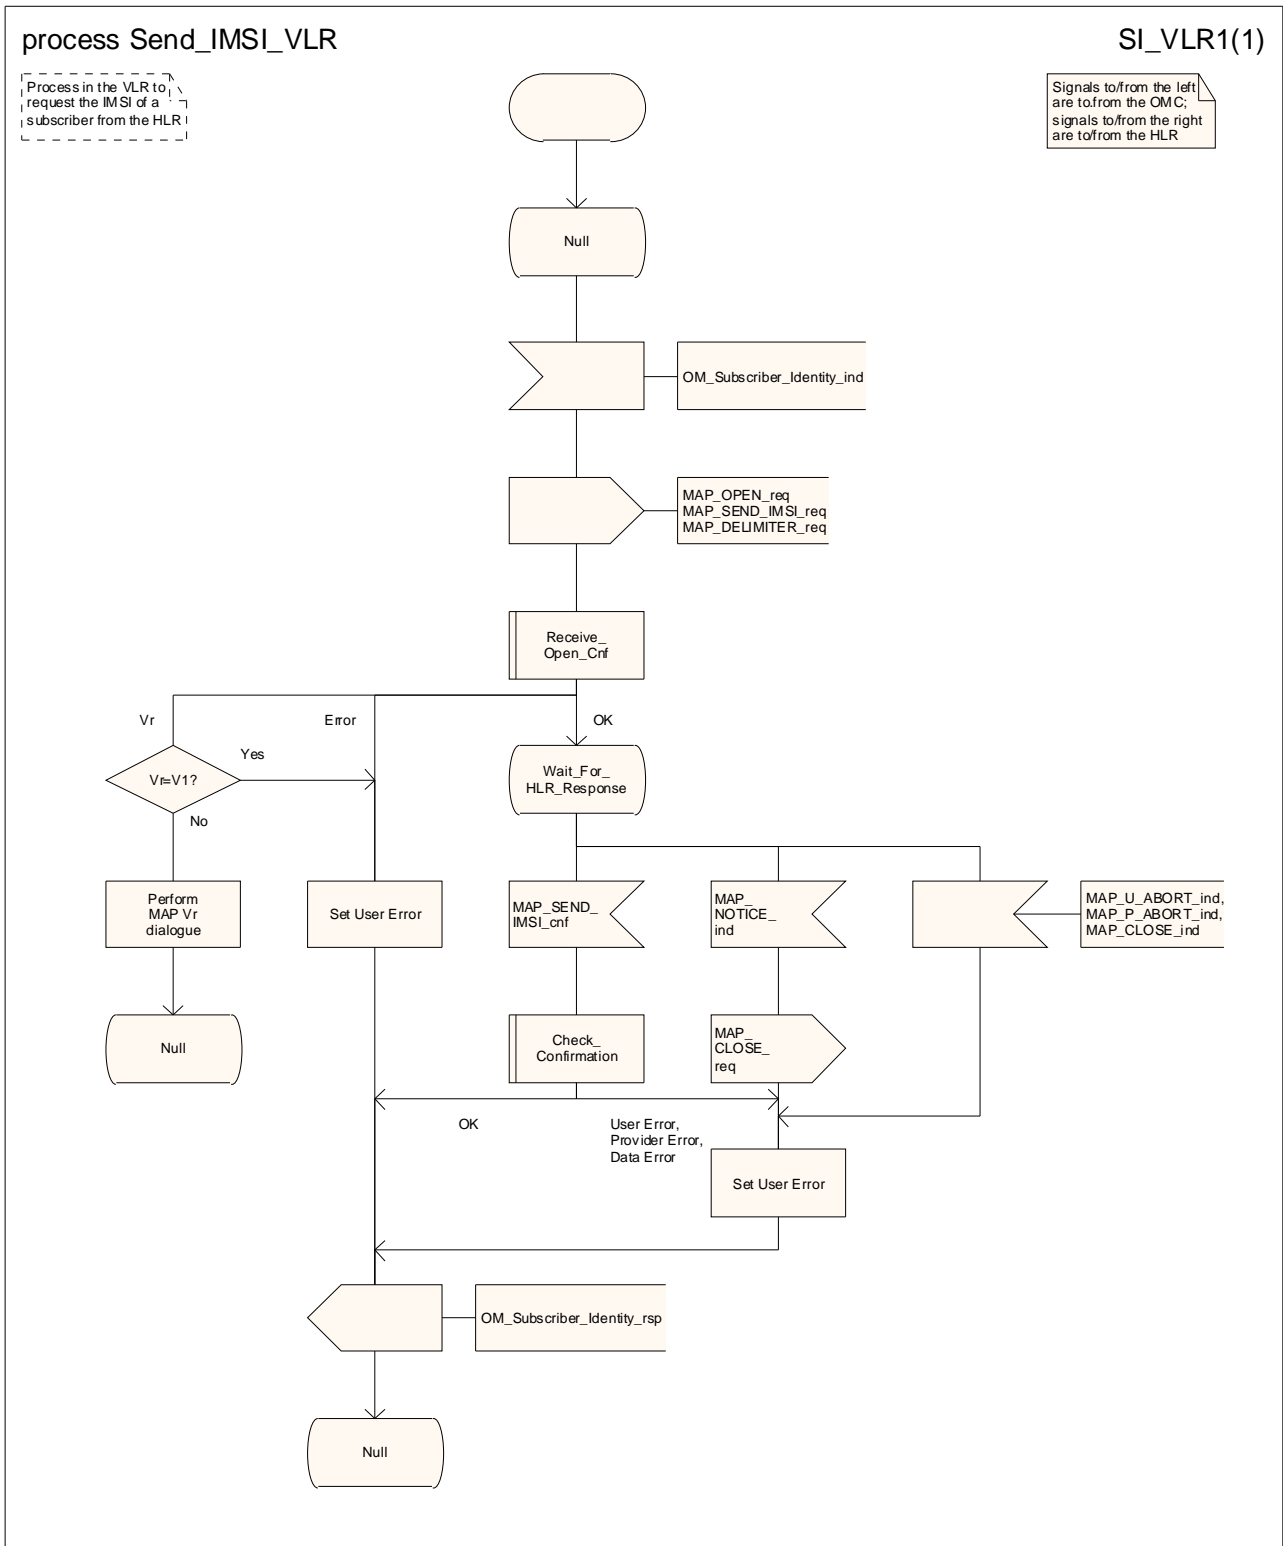 process Send_IMSI_VLR
SI_VLR1(1)
Process in the VLR to
request the IMSI of a
subscriber from the HLR
Signals to/from the left
are to.from the OMC;
signals to/from the right
are to/from the HLR
Null
OM_Subscriber_Identity_ind
MAP_OPEN_req
MAP_SEND_IMSI_req
MAP_DELIMITER_req
Receive_
Open_Cnf
Vr
Error
OK
Yes
Vr=V1?
Wait_For_
HLR_Response
No
Perform
MAP Vr
dialogue
Set User Error
MAP_SEND_
IMSI_cnf
MAP_
NOTICE_
ind
MAP_U_ABORT_ind,
MAP_P_ABORT_ind,
MAP_CLOSE_ind
Null
Check_
Confirmation
MAP_
CLOSE_
req
OK
User Error,
Provider Error,
Data Error
Set User Error
OM_Subscriber_Identity_rsp
Null